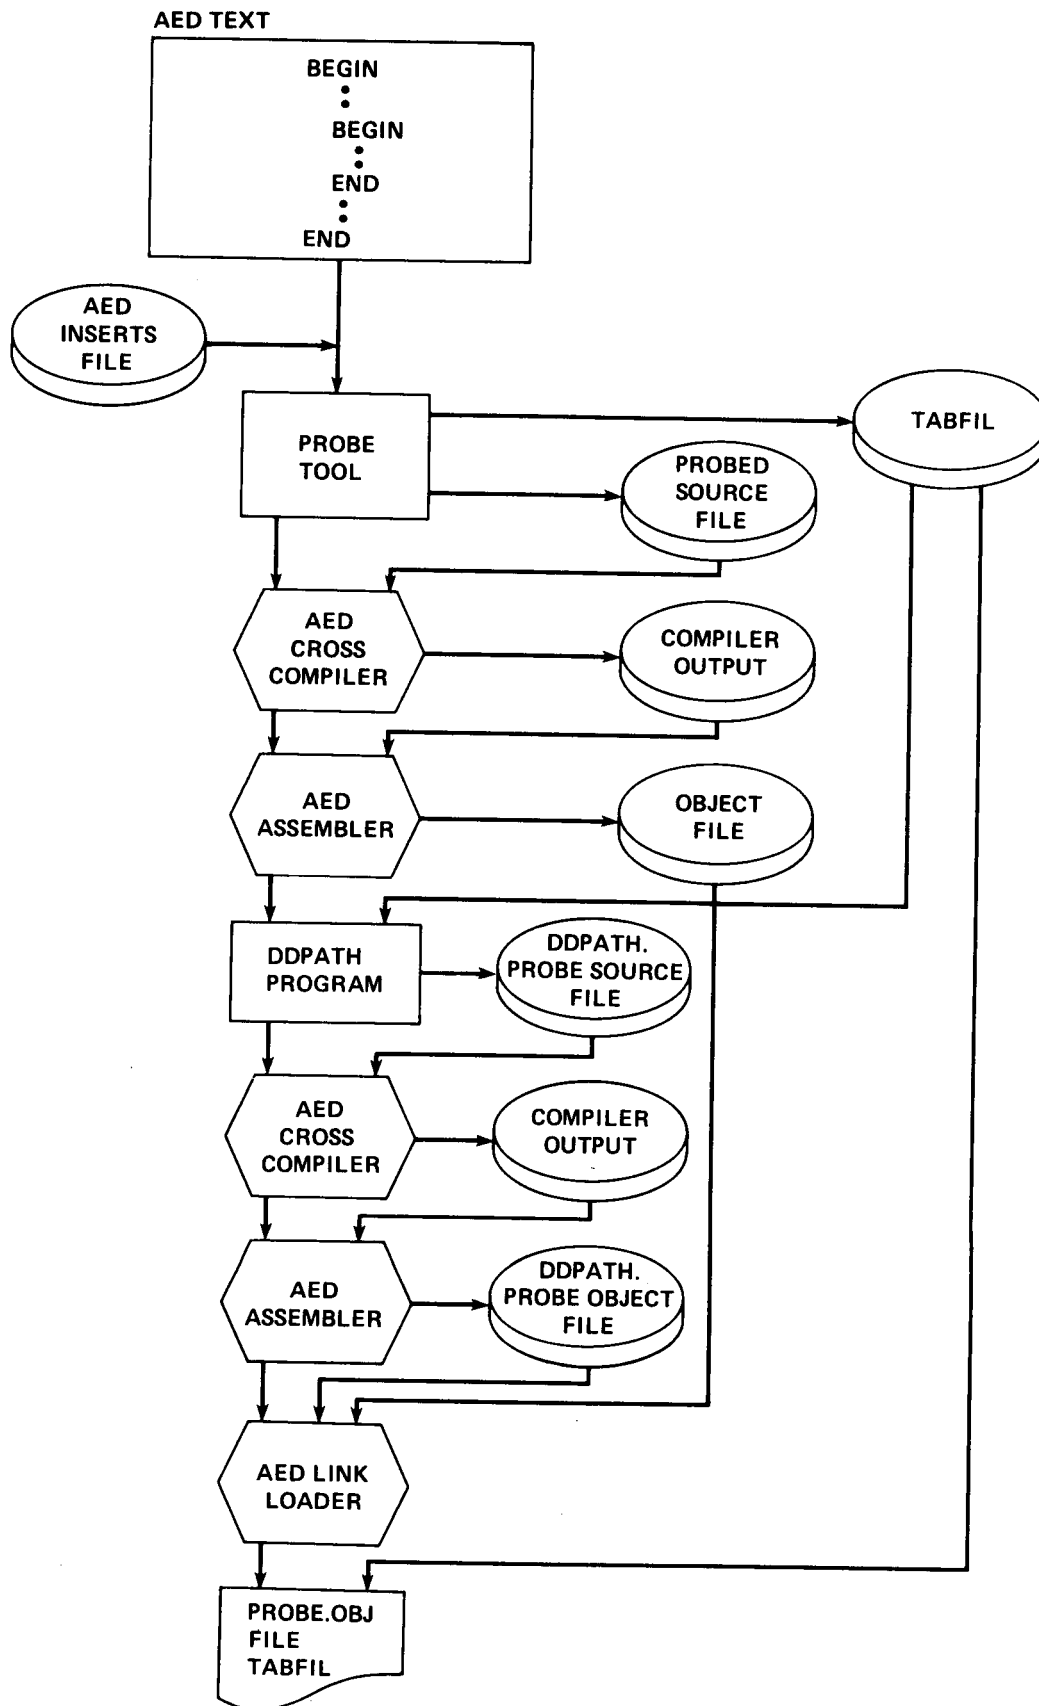 AED TEXT
BEGIN
BEGIN
END
END
AED
INSERTS
FILE
PROBE
TOOL
TABFIL
PROBED
SOURCE
FILE
AED
CROSS
COMPILER
COMPILER
OUTPUT
AED
ASSEMBLER
OBJECT
FILE
DDPATH
PROGRAM
DDPATH.
PROBE SOURCE
FILE
AED
CROSS
COMPILER
COMPILER
OUTPUT
AED
ASSEMBLER
DDPATH.
PROBE OBJECT
FILE
AED LINK
LOADER
PROBE.OBJ
FILE
TABFIL